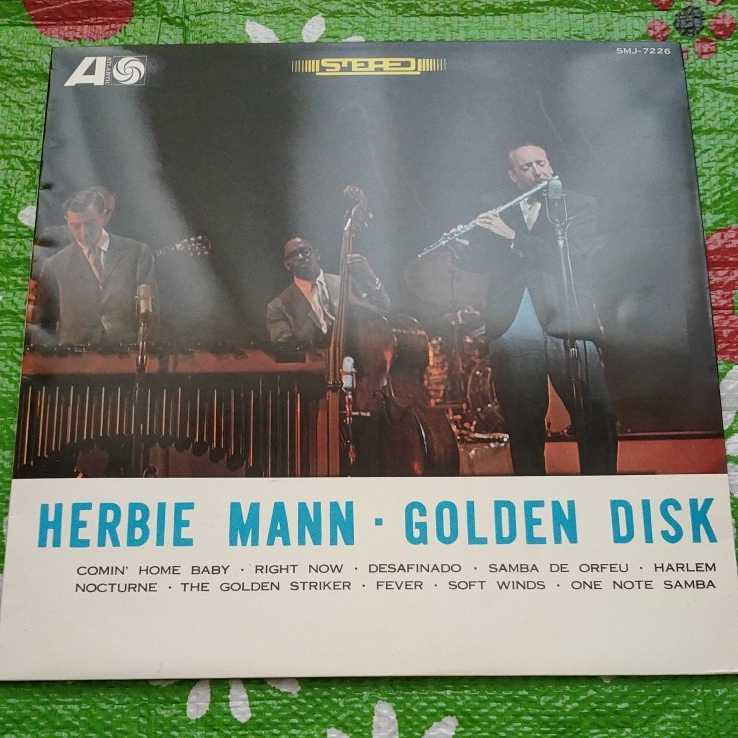 A ATLANTIC
STEREO
SMJ-7226
HERBIE MANN · GOLDEN DISK
COMIN' HOME BABY · RIGHT NOW · DESAFINADO · SAMBA DE ORFEU · HARLEM
NOCTURNE · THE GOLDEN STRIKER · FEVER · SOFT WINDS · ONE NOTE SAMBA